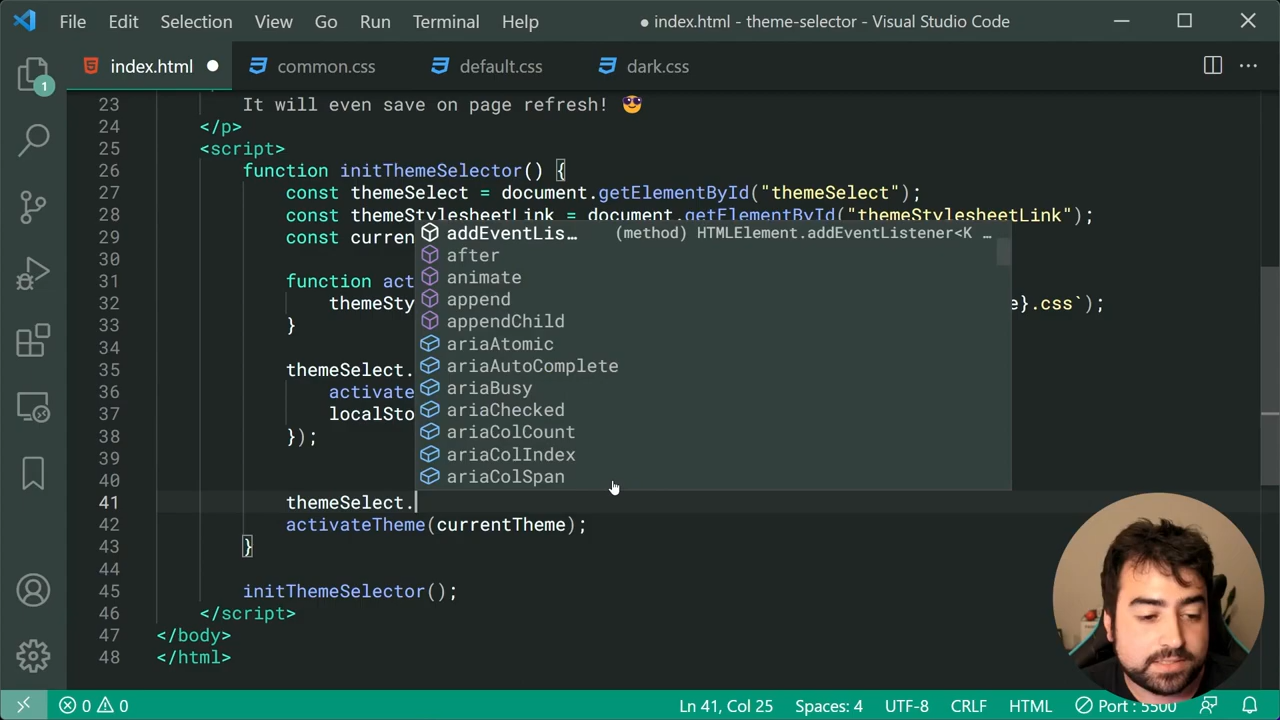 File Edit Selection View Go Run Terminal Help ● index.html - theme-selector - Visual Studio Code
index.html ● common.css default.css dark.css ...
1
23 It will even save on page refresh! 😎
24 </p>
25 <script>
26 function initThemeSelector() {
27 const themeSelect = document.getElementById("themeSelect");
28 const themeStylesheetLink = document.getElementById("themeStylesheetLink");
29 const curren
30
31 function act
32 themeSty e}.css`);
33 }
34
35 themeSelect.
36 activate
37 localSto
38 });
39
40
41 themeSelect.
42 activateTheme(currentTheme);
43 }
44
45 initThemeSelector();
46 </script>
47 </body>
48 </html>
addEventLis… (method) HTMLElement.addEventListener<K …
after
animate
append
appendChild
ariaAtomic
ariaAutoComplete
ariaBusy
ariaChecked
ariaColCount
ariaColIndex
ariaColSpan
0 0 Ln 41, Col 25 Spaces: 4 UTF-8 CRLF HTML Port : 5500